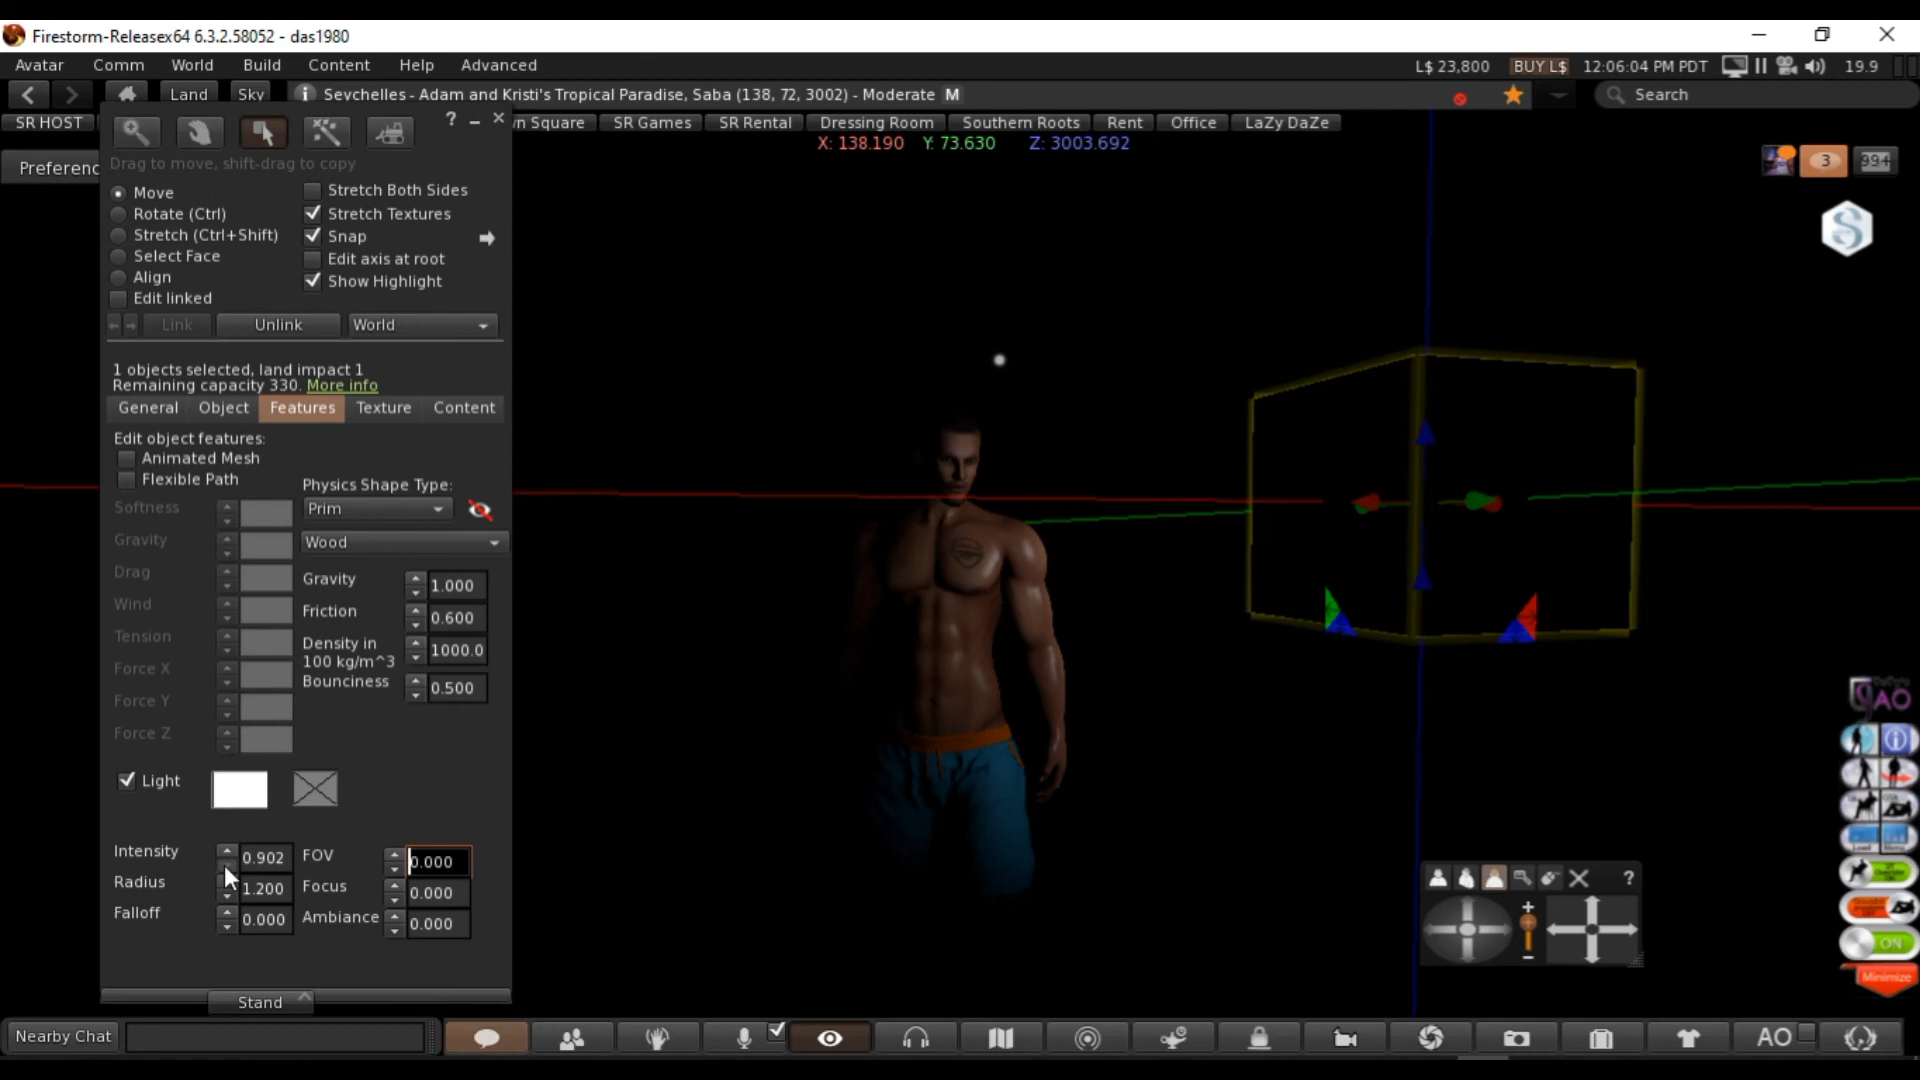 Firestorm-Releasex64 6.3.2.58052 - das1980
Avatar Comm World Build Content Help Advanced
L$ 23,800 BUY L$ 12:06:04 PM PDT 19.9
Land Sky Seychelles - Adam and Kristi's Tropical Paradise, Saba (138, 72, 3002) - Moderate M
Search
SR HOST wn Square SR Games SR Rental Dressing Room Southern Roots Rent Office LaZy DaZe
X: 138.190 Y: 73.630 Z: 3003.692
Preferenc
3 99+
?
Drag to move, shift-drag to copy
Move
Rotate (Ctrl)
Stretch (Ctrl+Shift)
Select Face
Align
Edit linked
Stretch Both Sides
Stretch Textures
Snap
Edit axis at root
Show Highlight
Link Unlink World
1 objects selected, land impact 1
Remaining capacity 330. More info
General Object Features Texture Content
Edit object features:
Animated Mesh
Flexible Path
Softness
Gravity
Drag
Wind
Tension
Force X
Force Y
Force Z
Physics Shape Type:
Prim
Wood
Gravity 1.000
Friction 0.600
Density in
100 kg/m^3 1000.0
Bounciness 0.500
Light
Intensity 0.902
Radius 1.200
Falloff 0.000
FOV 0.000
Focus 0.000
Ambiance 0.000
Stand
?
AO
ON
Minimize
Nearby Chat
AO